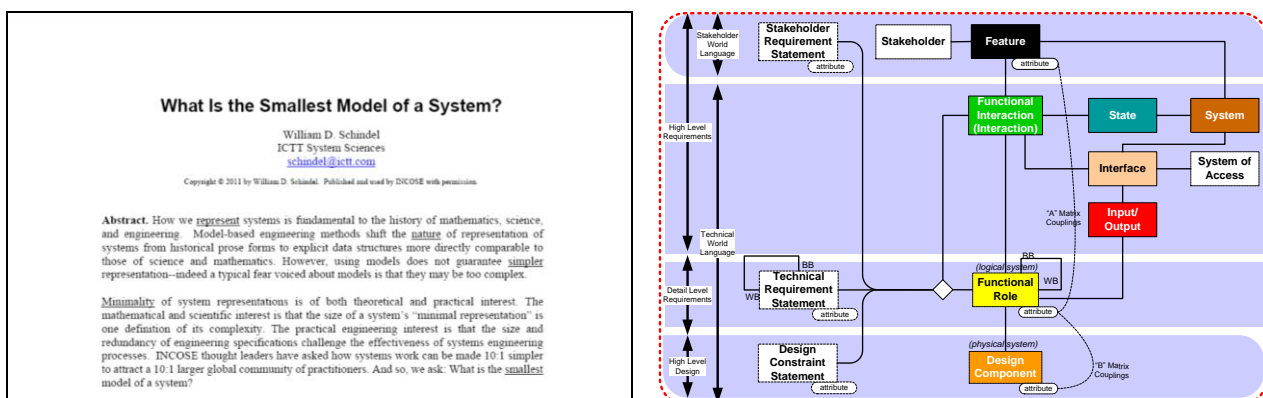 What Is the Smallest Model of a System?
William D. Schindel
ICTT System Sciences
schindel@ictt.com
Copyright © 2011 by William D. Schindel. Published and used by INCOSE with permission.
Abstract. How we represent systems is fundamental to the history of mathematics, science,
and engineering. Model-based engineering methods shift the nature of representation of
systems from historical prose forms to explicit data structures more directly comparable to
those of science and mathematics. However, using models does not guarantee simpler
representation--indeed a typical fear voiced about models is that they may be too complex.
Minimality of system representations is of both theoretical and practical interest. The
mathematical and scientific interest is that the size of a system's "minimal representation" is
one definition of its complexity. The practical engineering interest is that the size and
redundancy of engineering specifications challenge the effectiveness of systems engineering
processes. INCOSE thought leaders have asked how systems work can be made 10:1 simpler
to attract a 10:1 larger global community of practitioners. And so, we ask: What is the smallest
model of a system?
Stakeholder
World
Language
Stakeholder
Requirement
Statement
attribute
Stakeholder
Feature
attribute
High Level
Requirements
Functional
Interaction
(Interaction)
State
System
Interface
System of
Access
"A" Matrix
Couplings
Input/
Output
Technical
World
Language
Detail Level
Requirements
BB
WB
Technical
Requirement
Statement
attribute
(logical system)
BB
WB
Functional
Role
attribute
High Level
Design
Design
Constraint
Statement
attribute
(physical system)
Design
Component
attribute
"B" Matrix
Couplings